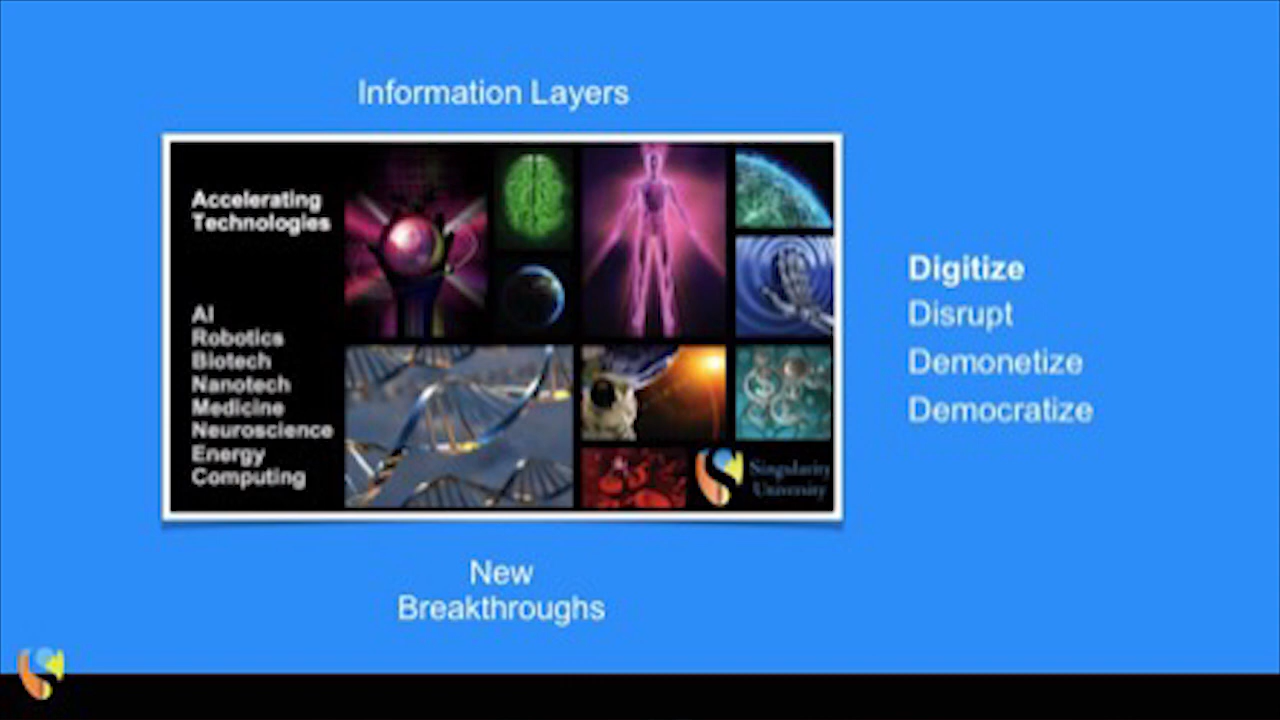 Information Layers
Accelerating
Technologies
AI
Robotics
Biotech
Nanotech
Medicine
Neuroscience
Energy
Computing
Singularity
University
Digitize
Disrupt
Demonetize
Democratize
New
Breakthroughs